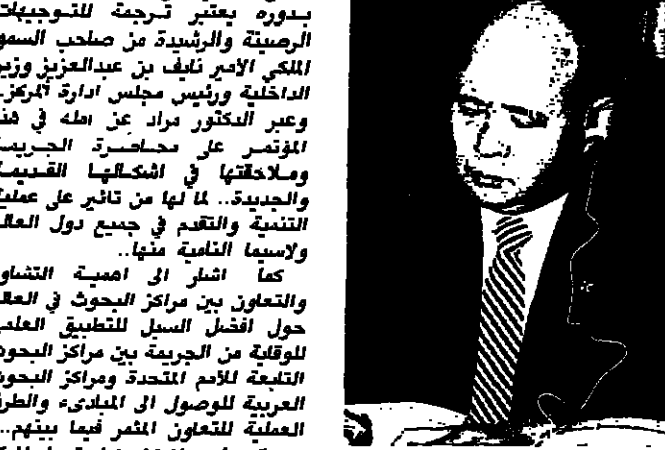 بدوره يعتبر ترجمة للتوجيهات
الرصينة والرشيدة من صاحب السمو
الملكي الأمير نايف بن عبدالعزيز وزير
الداخلية ورئيس مجلس ادارة المركز..
وعبر الدكتور مراد عن امله في هذا
المؤتمر على محاصرة الجريمة
وملاحقتها في اشكالها القديمة
والجديدة.. لما لها من تاثير على عملية
التنمية والتقدم في جميع دول العالم
ولاسيما النامية منها..
كما اشار الى اهمية التشاور
والتعاون بين مراكز البحوث في العالم
حول افضل السبل للتطبيق العلمي
للوقاية من الجريمة بين مراكز البحوث
التابعة للأمم المتحدة ومراكز البحوث
العربية للوصول الى المبادىء والطرق
العملية للتعاون المثمر فيما بينهم..